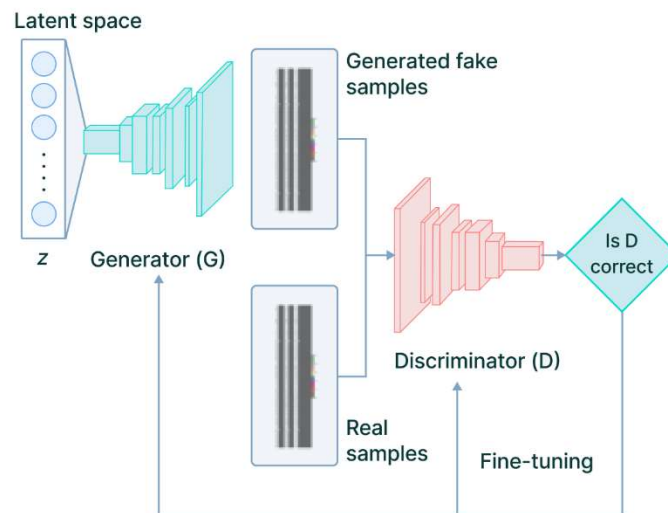 Latent space
Generated fake
samples
z
Generator (G)
Is D
correct
Discriminator (D)
Real
samples
Fine-tuning